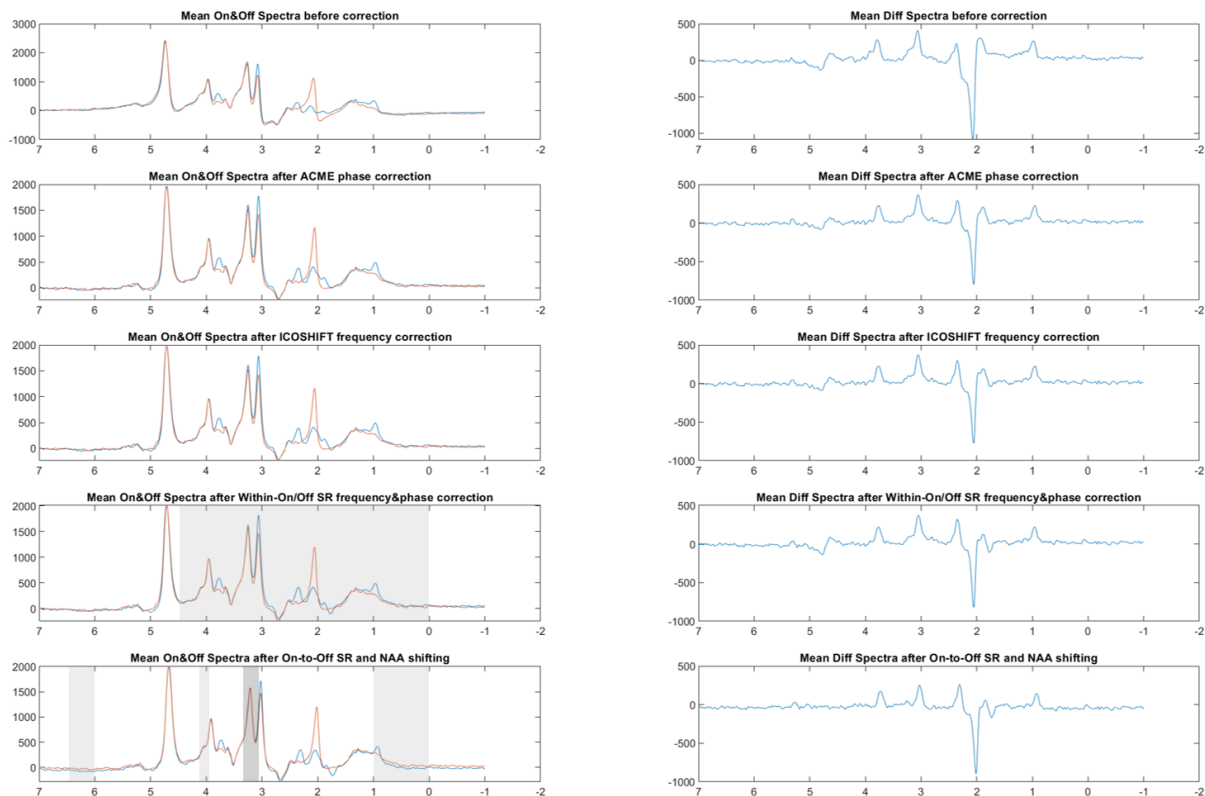 Mean On&Off Spectra before correction
3000
2000
1000
0
-1000
7 6 5 4 3 2 1 0 -1 -2
Mean Diff Spectra before correction
500
0
-500
-1000
7 6 5 4 3 2 1 0 -1 -2
Mean On&Off Spectra after ACME phase correction
2000
1500
1000
500
0
7 6 5 4 3 2 1 0 -1 -2
Mean Diff Spectra after ACME phase correction
500
0
-500
-1000
7 6 5 4 3 2 1 0 -1 -2
Mean On&Off Spectra after ICOSHIFT frequency correction
2000
1500
1000
500
0
7 6 5 4 3 2 1 0 -1 -2
Mean Diff Spectra after ICOSHIFT frequency correction
500
0
-500
-1000
7 6 5 4 3 2 1 0 -1 -2
Mean On&Off Spectra after Within-On/Off SR frequency&phase correction
2000
1500
1000
500
0
7 6 5 4 3 2 1 0 -1 -2
Mean Diff Spectra after Within-On/Off SR frequency&phase correction
500
0
-500
-1000
7 6 5 4 3 2 1 0 -1 -2
Mean On&Off Spectra after On-to-Off SR and NAA shifting
2000
1500
1000
500
0
7 6 5 4 3 2 1 0 -1 -2
Mean Diff Spectra after On-to-Off SR and NAA shifting
500
0
-500
-1000
7 6 5 4 3 2 1 0 -1 -2